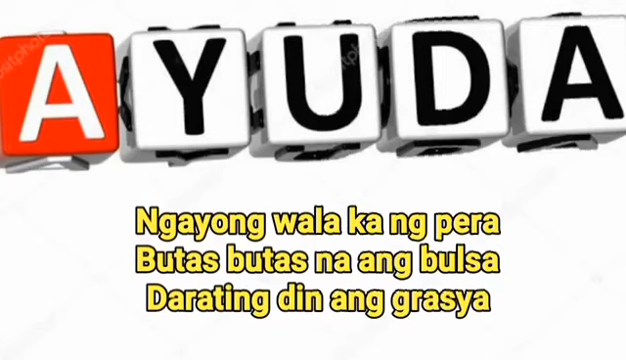 AYUDA
Ngayong wala ka ng pera
Butas butas na ang bulsa
Darating din ang grasya